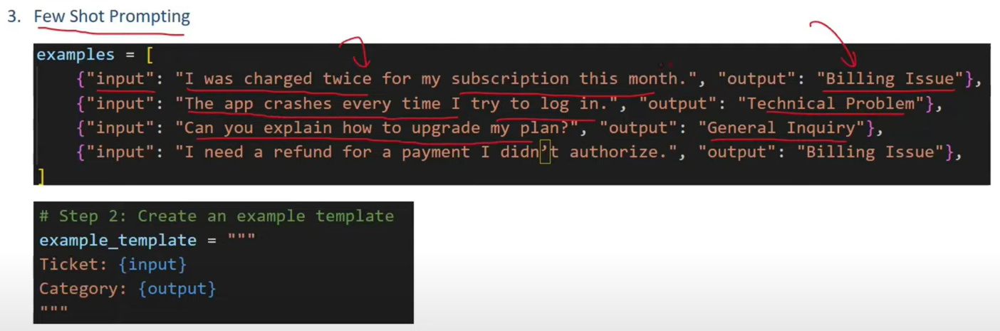 3. Few Shot Prompting
examples = [
{"input": "I was charged twice for my subscription this month.", "output": "Billing Issue"},
{"input": "The app crashes every time I try to log in.", "output": "Technical Problem"},
{"input": "Can you explain how to upgrade my plan?", "output": "General Inquiry"},
{"input": "I need a refund for a payment I didn’t authorize.", "output": "Billing Issue"},
]
# Step 2: Create an example template
example_template = """
Ticket: {input}
Category: {output}
"""